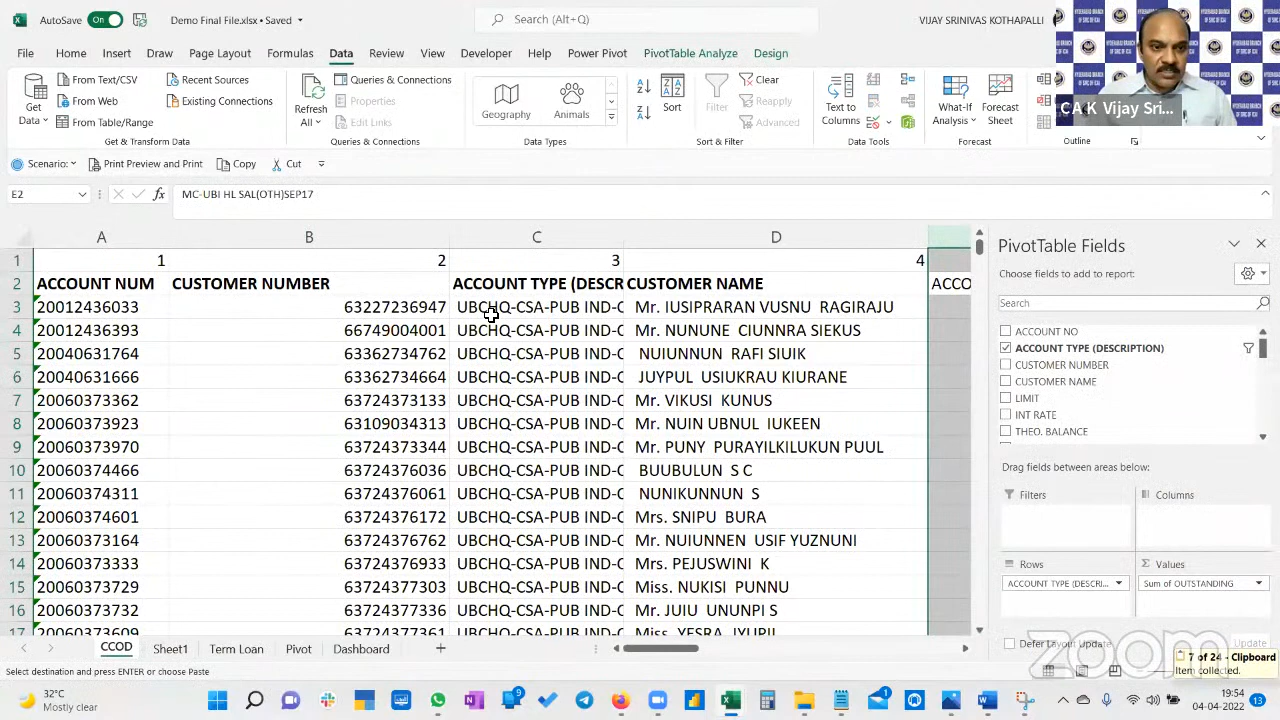 AutoSave On Demo Final File.xlsx • Saved Search (Alt+Q) VIJAY SRINIVAS KOTHAPALLI
File Home Insert Draw Page Layout Formulas Data Review View Developer Help Power Pivot PivotTable Analyze Design
Get Data
From Text/CSV
From Web
From Table/Range
Recent Sources
Existing Connections
Get & Transform Data
Refresh All
Queries & Connections
Properties
Edit Links
Queries & Connections
Geography
Animals
Data Types
Sort
Filter
Clear
Reapply
Advanced
Sort & Filter
Text to Columns
Data Tools
What-If Analysis
Forecast Sheet
Forecast
Outline
C A K Vijay Sri...
Scenario: Print Preview and Print Copy Cut
E2 fx MC-UBI HL SAL(OTH)SEP17
A B C D
1 1 2 3 4
2 ACCOUNT NUM CUSTOMER NUMBER ACCOUNT TYPE (DESCR CUSTOMER NAME ACCO
3 20012436033 63227236947 UBCHQ-CSA-PUB IND-C Mr. IUSIPRARAN VUSNU RAGIRAJU
4 20012436393 66749004001 UBCHQ-CSA-PUB IND-C Mr. NUNUNE CIUNNRA SIEKUS
5 20040631764 63362734762 UBCHQ-CSA-PUB IND-C NUIUNNUN RAFI SIUIK
6 20040631666 63362734664 UBCHQ-CSA-PUB IND-C JUYPUL USIUKRAU KIURANE
7 20060373362 63724373133 UBCHQ-CSA-PUB IND-C Mr. VIKUSI KUNUS
8 20060373923 63109034313 UBCHQ-CSA-PUB IND-C Mr. NUIN UBNUL IUKEEN
9 20060373970 63724373344 UBCHQ-CSA-PUB IND-C Mr. PUNY PURAYILKILUKUN PUUL
10 20060374466 63724376036 UBCHQ-CSA-PUB IND-C BUUBULUN S C
11 20060374311 63724376061 UBCHQ-CSA-PUB IND-C NUNIKUNNUN S
12 20060374601 63724376172 UBCHQ-CSA-PUB IND-C Mrs. SNIPU BURA
13 20060373164 63724376762 UBCHQ-CSA-PUB IND-C Mr. NUIUNNEN USIF YUZNUNI
14 20060373333 63724376933 UBCHQ-CSA-PUB IND-C Mrs. PEJUSWINI K
15 20060373729 63724377303 UBCHQ-CSA-PUB IND-C Miss. NUKISI PUNNU
16 20060373732 63724377336 UBCHQ-CSA-PUB IND-C Mr. JUIU UNUNPI S
17 20060373609 63724377361 UBCHQ-CSA-PUB IND-C Miss. YESRA JYUPII
PivotTable Fields
Choose fields to add to report:
Search
ACCOUNT NO
ACCOUNT TYPE (DESCRIPTION)
CUSTOMER NUMBER
CUSTOMER NAME
LIMIT
INT RATE
THEO. BALANCE
Drag fields between areas below:
Filters Columns
Rows Σ Values
ACCOUNT TYPE (DESCRI... Sum of OUTSTANDING
Defer Layout Update Update
zoom
CCOD Sheet1 Term Loan Pivot Dashboard
Select destination and press ENTER or choose Paste
7 of 24 - Clipboard
Item collected.
32°C
Mostly clear
19:54
04-04-2022